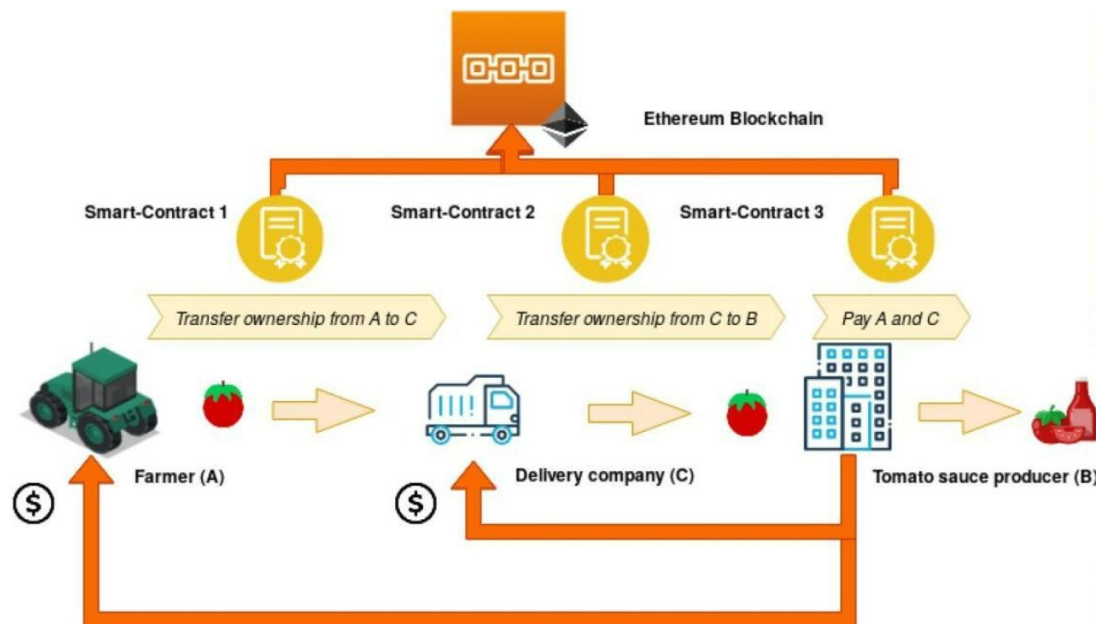 Ethereum Blockchain
Smart-Contract 1
Smart-Contract 2
Smart-Contract 3
Transfer ownership from A to C
Transfer ownership from C to B
Pay A and C
Farmer (A)
Delivery company (C)
Tomato sauce producer (B)
$
$